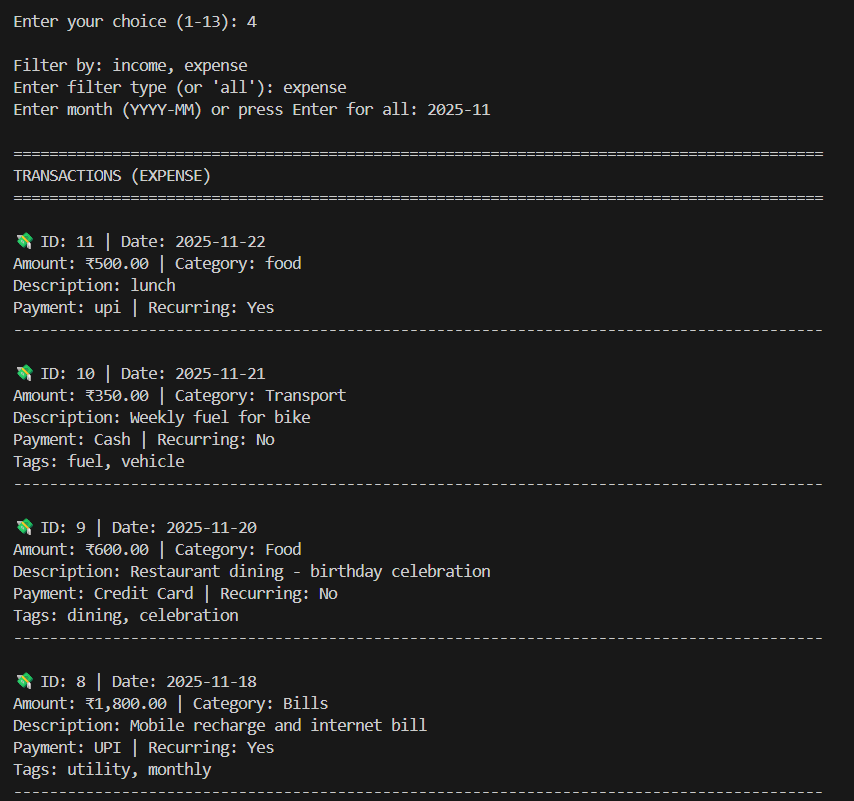 Enter your choice (1-13): 4
Filter by: income, expense
Enter filter type (or 'all'): expense
Enter month (YYYY-MM) or press Enter for all: 2025-11
==========================================================================================
TRANSACTIONS (EXPENSE)
==========================================================================================
💸 ID: 11 | Date: 2025-11-22
Amount: ₹500.00 | Category: food
Description: lunch
Payment: upi | Recurring: Yes
------------------------------------------------------------------------------------------
💸 ID: 10 | Date: 2025-11-21
Amount: ₹350.00 | Category: Transport
Description: Weekly fuel for bike
Payment: Cash | Recurring: No
Tags: fuel, vehicle
------------------------------------------------------------------------------------------
💸 ID: 9 | Date: 2025-11-20
Amount: ₹600.00 | Category: Food
Description: Restaurant dining - birthday celebration
Payment: Credit Card | Recurring: No
Tags: dining, celebration
------------------------------------------------------------------------------------------
💸 ID: 8 | Date: 2025-11-18
Amount: ₹1,800.00 | Category: Bills
Description: Mobile recharge and internet bill
Payment: UPI | Recurring: Yes
Tags: utility, monthly
------------------------------------------------------------------------------------------